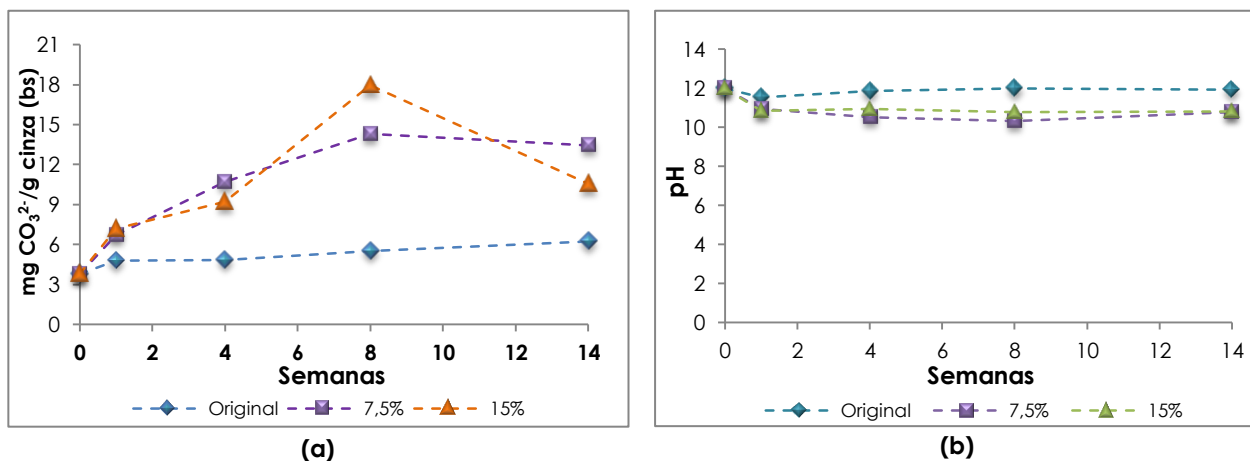 mg CO₃²⁻/g cinza (bs)
21
18
15
12
9
6
3
0
0 2 4 6 8 10 12 14
Semanas
Original 7,5% 15%
(a)
pH
14
12
10
8
6
4
2
0
0 2 4 6 8 10 12 14
Semanas
Original 7,5% 15%
(b)